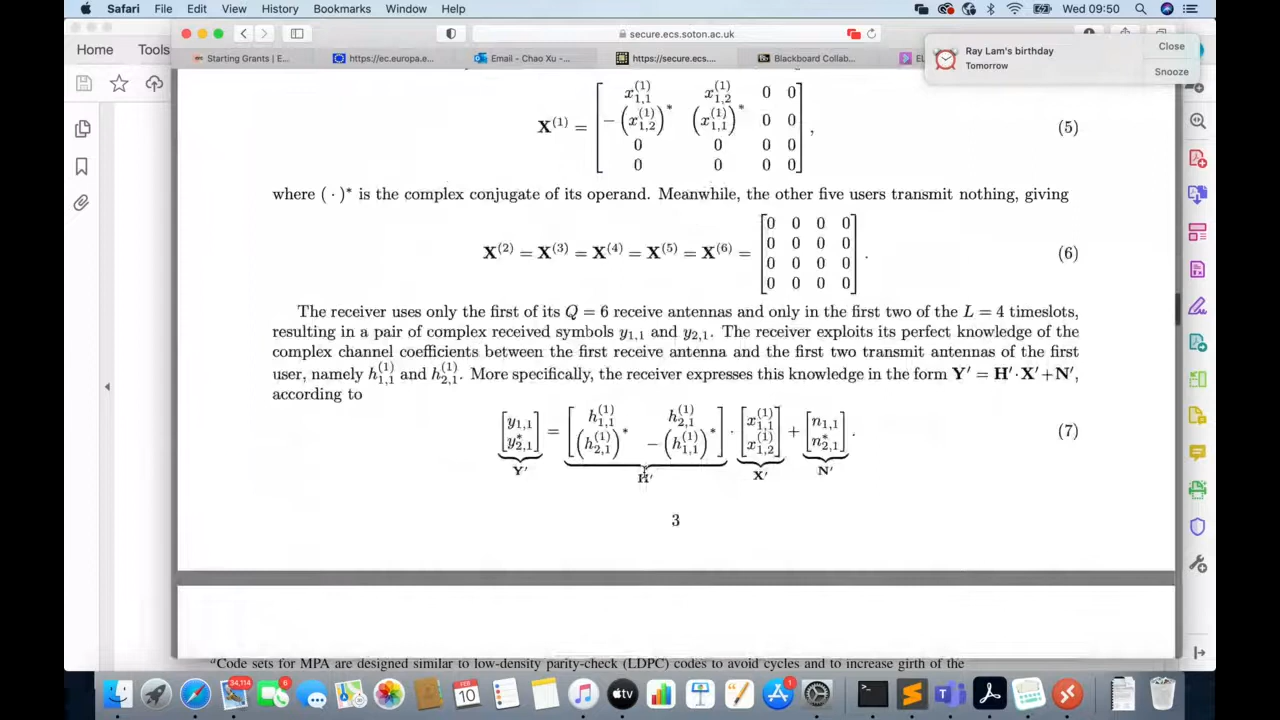 Safari File Edit View History Bookmarks Window Help Wed 09:50
secure.ecs.soton.ac.uk
Home Tools
Starting Grants | E... https://ec.europa.e... Email - Chao Xu -... https://secure.ecs.... Blackboard Collab... EL
Ray Lam's birthday
Tomorrow
Close
Snooze
X^(1) = [ x_{1,1}^(1) x_{1,2}^(1) 0 0
-(x_{1,2}^(1))^* (x_{1,1}^(1))^* 0 0
0 0 0 0
0 0 0 0 ], (5)
where ( · )* is the complex conjugate of its operand. Meanwhile, the other five users transmit nothing, giving
X^(2) = X^(3) = X^(4) = X^(5) = X^(6) = [ 0 0 0 0
0 0 0 0
0 0 0 0
0 0 0 0 ] . (6)
The receiver uses only the first of its Q = 6 receive antennas and only in the first two of the L = 4 timeslots,
resulting in a pair of complex received symbols y_{1,1} and y_{2,1}. The receiver exploits its perfect knowledge of the
complex channel coefficients between the first receive antenna and the first two transmit antennas of the first
user, namely h_{1,1}^(1) and h_{2,1}^(1). More specifically, the receiver expresses this knowledge in the form Y' = H'·X'+N',
according to
[ y_{1,1} ; y_{2,1}^* ] = [ h_{1,1}^(1) h_{2,1}^(1) ; (h_{2,1}^(1))^* -(h_{1,1}^(1))^* ] · [ x_{1,1}^(1) ; x_{1,2}^(1) ] + [ n_{1,1} ; n_{2,1}^* ] . (7)
Y' H' X' N'
3
Code sets for MPA are designed similar to low-density parity-check (LDPC) codes to avoid cycles and to increase girth of the
34,114
6
FEB
10
tv
1